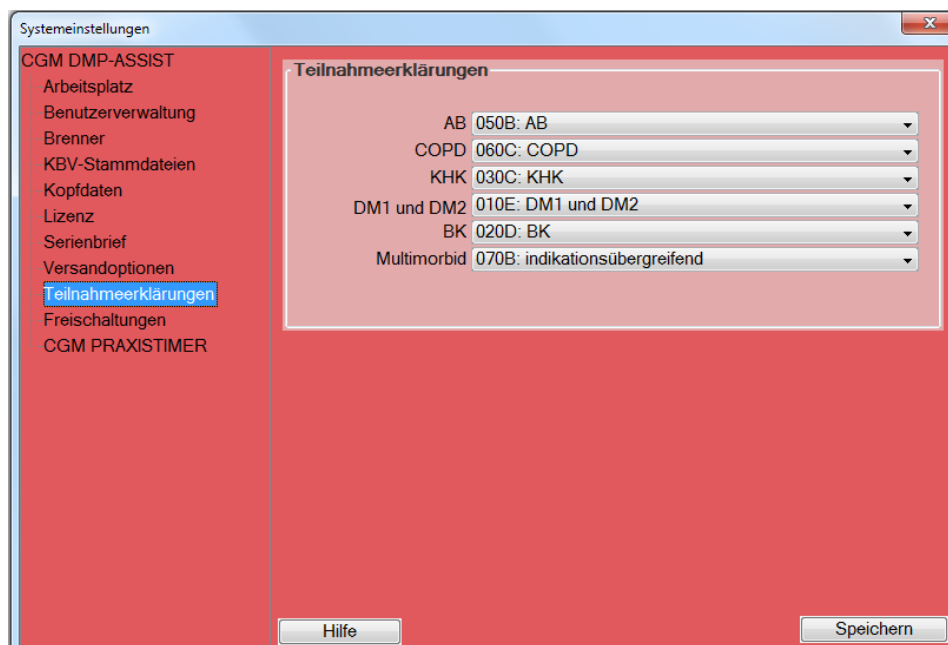 Systemeinstellungen
CGM DMP-ASSIST
Arbeitsplatz
Benutzerverwaltung
Brenner
KBV-Stammdateien
Kopfdaten
Lizenz
Serienbrief
Versandoptionen
Teilnahmeerklärungen
Freischaltungen
CGM PRAXISTIMER
Teilnahmeerklärungen
AB 050B: AB
COPD 060C: COPD
KHK 030C: KHK
DM1 und DM2 010E: DM1 und DM2
BK 020D: BK
Multimorbid 070B: indikationsübergreifend
Hilfe
Speichern